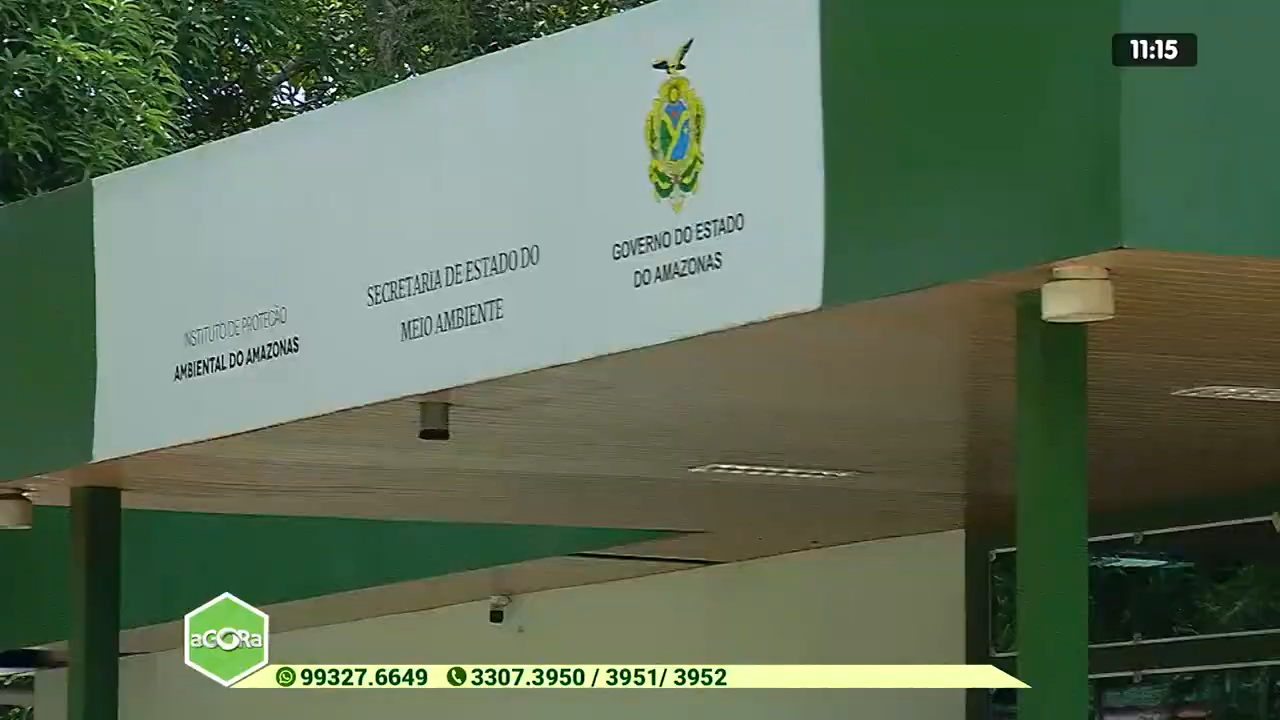 11:15
GOVERNO DO ESTADO
DO AMAZONAS
SECRETARIA DE ESTADO DO
MEIO AMBIENTE
INSTITUTO DE PROTEÇÃO
AMBIENTAL DO AMAZONAS
aGORa
99327.6649 3307.3950 / 3951/ 3952